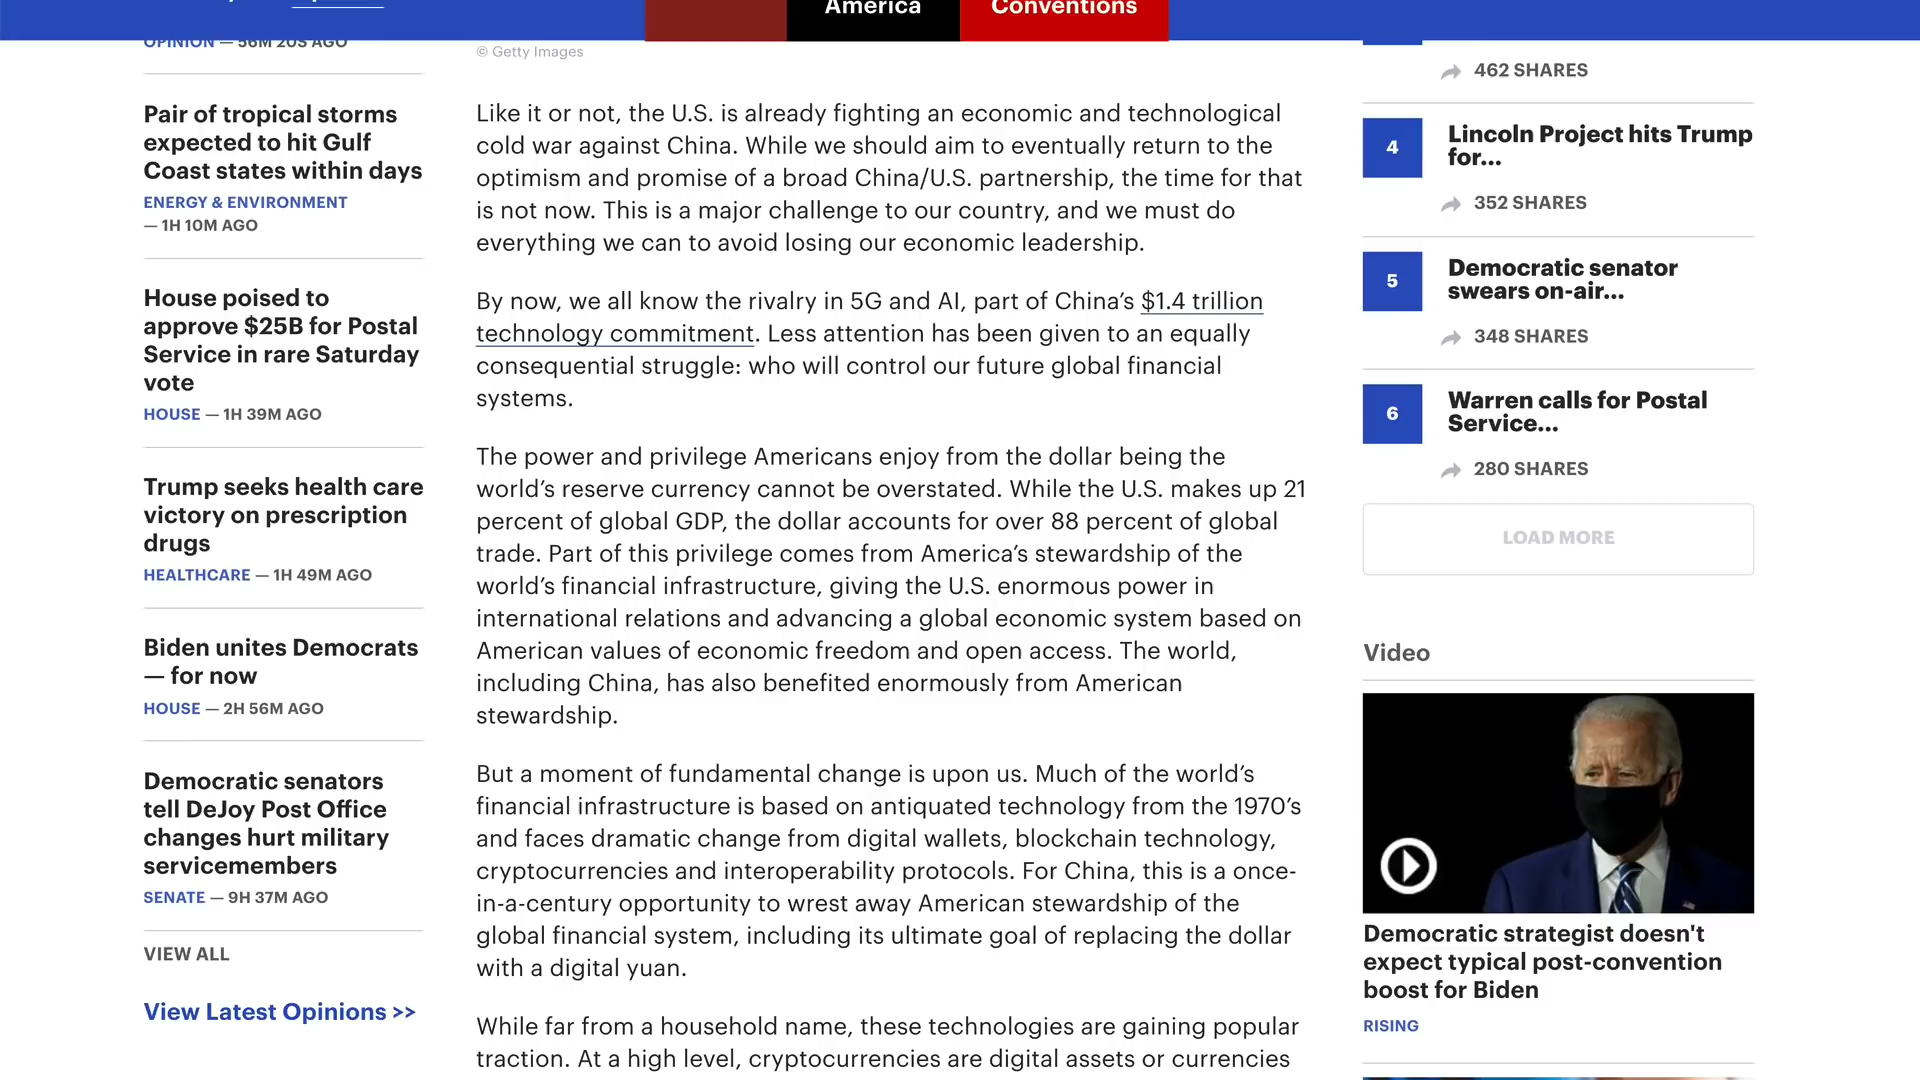 America
Conventions
OPINION — 56M 20S AGO
Pair of tropical storms
expected to hit Gulf
Coast states within days
ENERGY & ENVIRONMENT
— 1H 10M AGO
House poised to
approve $25B for Postal
Service in rare Saturday
vote
HOUSE — 1H 39M AGO
Trump seeks health care
victory on prescription
drugs
HEALTHCARE — 1H 49M AGO
Biden unites Democrats
— for now
HOUSE — 2H 56M AGO
Democratic senators
tell DeJoy Post Office
changes hurt military
servicemembers
SENATE — 9H 37M AGO
VIEW ALL
View Latest Opinions >>
© Getty Images
Like it or not, the U.S. is already fighting an economic and technological
cold war against China. While we should aim to eventually return to the
optimism and promise of a broad China/U.S. partnership, the time for that
is not now. This is a major challenge to our country, and we must do
everything we can to avoid losing our economic leadership.
By now, we all know the rivalry in 5G and AI, part of China’s $1.4 trillion
technology commitment. Less attention has been given to an equally
consequential struggle: who will control our future global financial
systems.
The power and privilege Americans enjoy from the dollar being the
world’s reserve currency cannot be overstated. While the U.S. makes up 21
percent of global GDP, the dollar accounts for over 88 percent of global
trade. Part of this privilege comes from America’s stewardship of the
world’s financial infrastructure, giving the U.S. enormous power in
international relations and advancing a global economic system based on
American values of economic freedom and open access. The world,
including China, has also benefited enormously from American
stewardship.
But a moment of fundamental change is upon us. Much of the world’s
financial infrastructure is based on antiquated technology from the 1970’s
and faces dramatic change from digital wallets, blockchain technology,
cryptocurrencies and interoperability protocols. For China, this is a once-
in-a-century opportunity to wrest away American stewardship of the
global financial system, including its ultimate goal of replacing the dollar
with a digital yuan.
While far from a household name, these technologies are gaining popular
traction. At a high level, cryptocurrencies are digital assets or currencies
462 SHARES
4
Lincoln Project hits Trump
for...
352 SHARES
5
Democratic senator
swears on-air...
348 SHARES
6
Warren calls for Postal
Service...
280 SHARES
LOAD MORE
Video
Democratic strategist doesn't
expect typical post-convention
boost for Biden
RISING